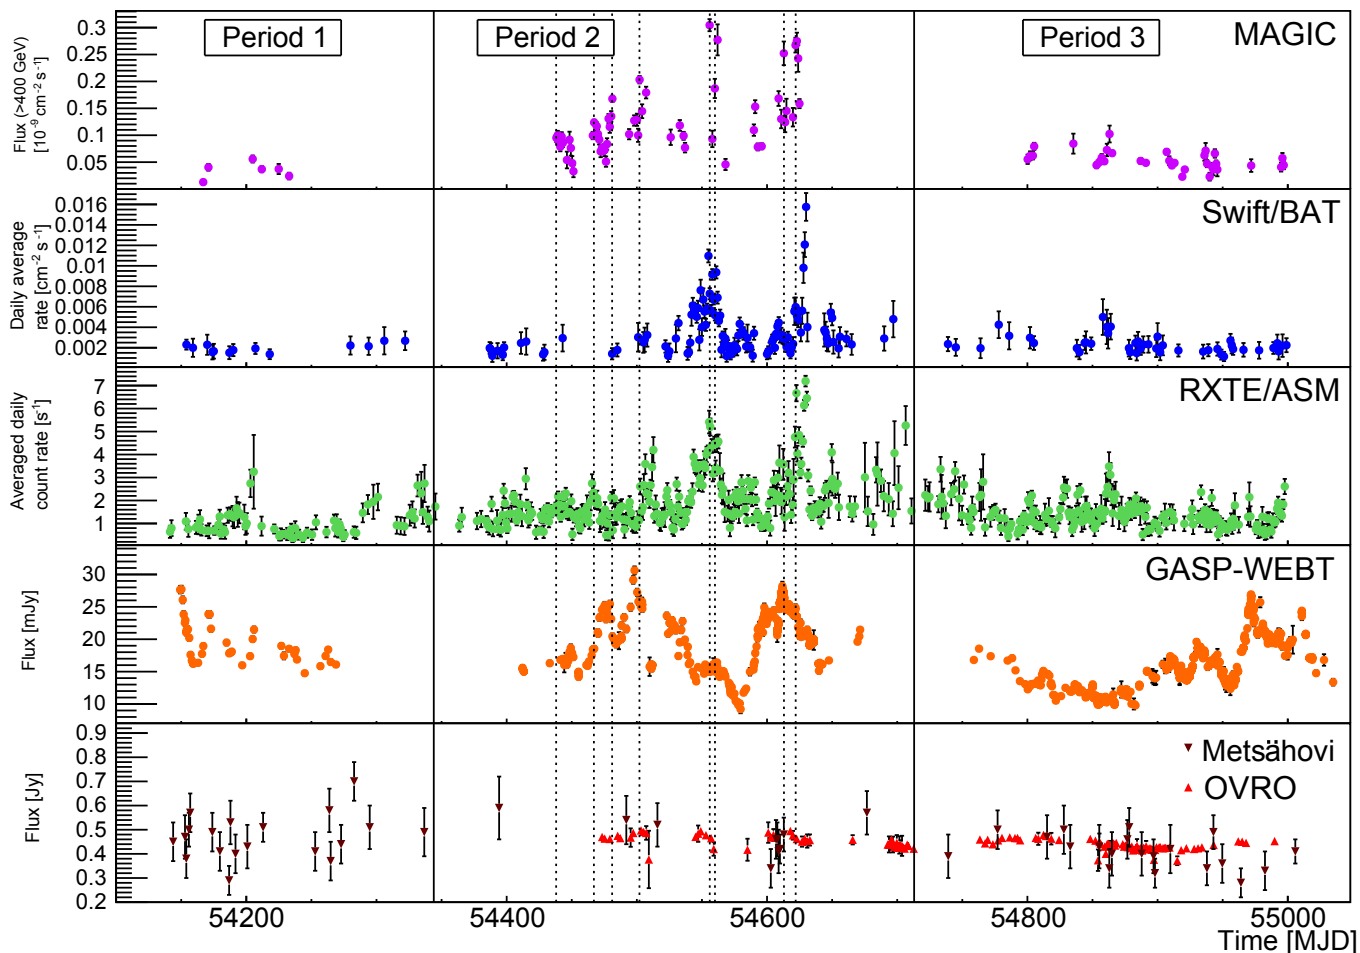 Period 1
Period 2
Period 3
MAGIC
Flux (>400 GeV)
[10⁻⁹ cm⁻² s⁻¹]
0.3
0.25
0.2
0.15
0.1
0.05
Swift/BAT
Daily average
rate [cm⁻² s⁻¹]
0.016
0.014
0.012
0.01
0.008
0.006
0.004
0.002
RXTE/ASM
Averaged daily
count rate [s⁻¹]
7
6
5
4
3
2
1
GASP-WEBT
Flux [mJy]
30
25
20
15
10
Metsähovi
OVRO
Flux [Jy]
0.9
0.8
0.7
0.6
0.5
0.4
0.3
0.2
54200
54400
54600
54800
55000
Time [MJD]